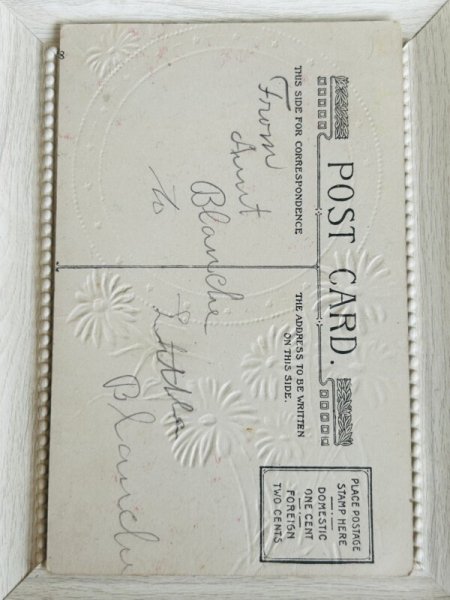 POST CARD.
THIS SIDE FOR CORRESPONDENCE
THE ADDRESS TO BE WRITTEN
ON THIS SIDE.
PLACE POSTAGE
STAMP HERE
DOMESTIC
ONE CENT
FOREIGN
TWO CENTS
From
Aunt
Blanche
to
Little
Blanche
8